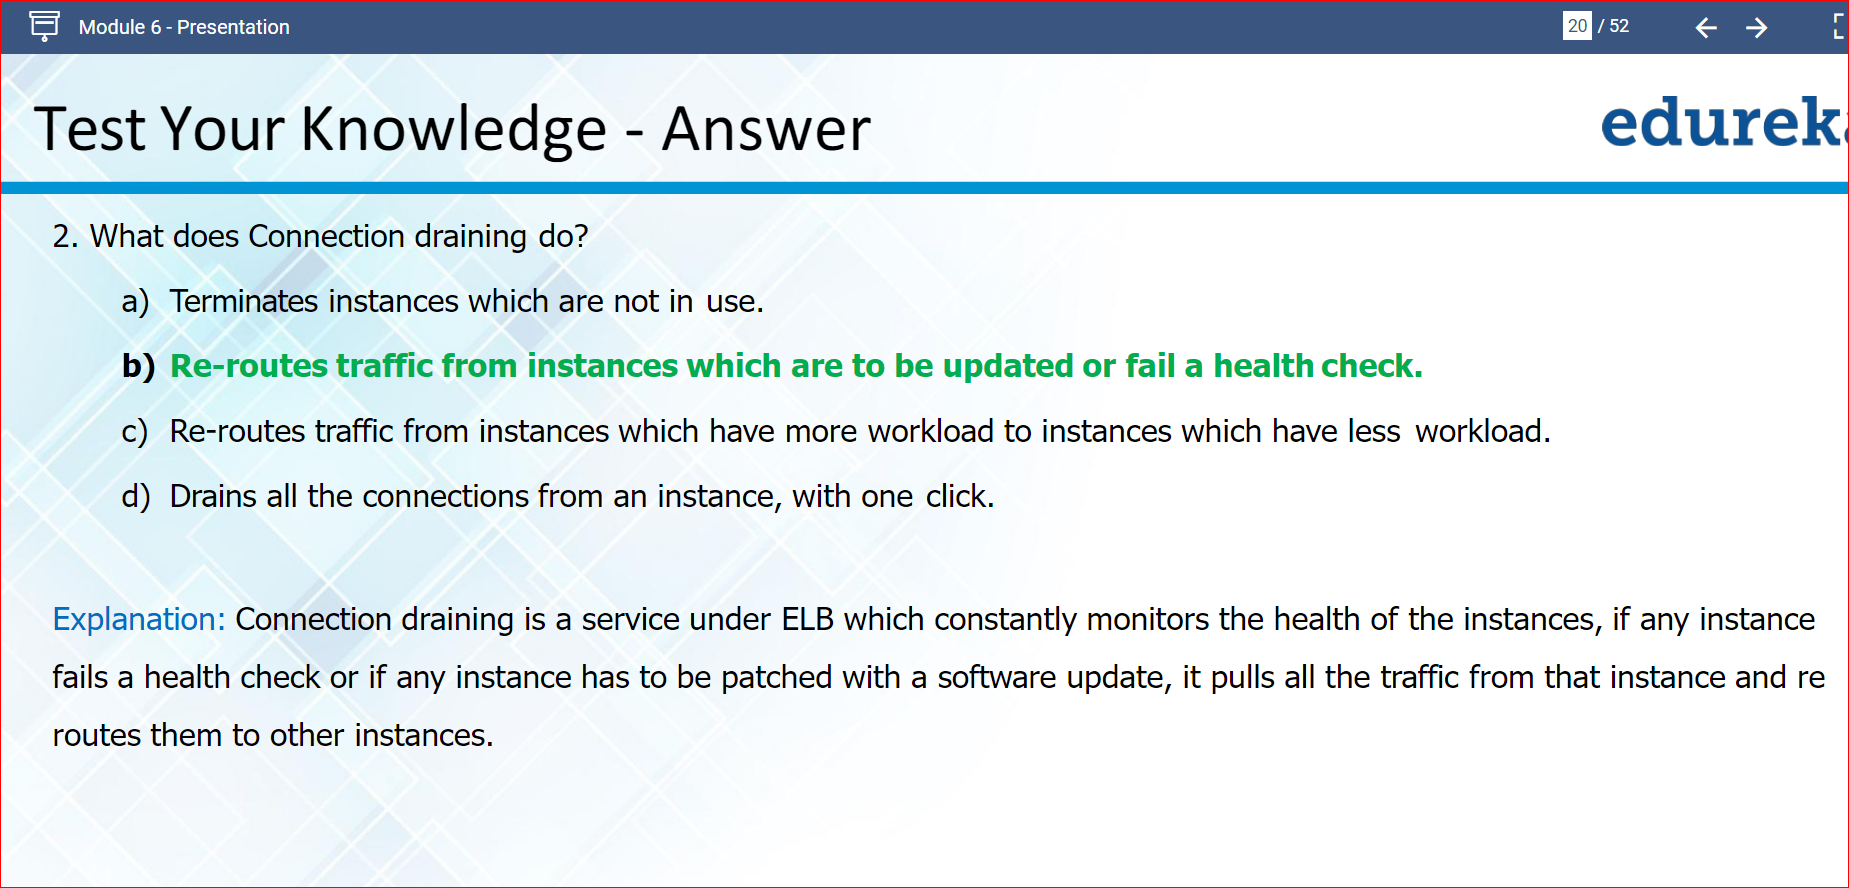 Module 6 - Presentation
20 / 52
Test Your Knowledge - Answer
edureka
2. What does Connection draining do?
a) Terminates instances which are not in use.
b) Re-routes traffic from instances which are to be updated or fail a health check.
c) Re-routes traffic from instances which have more workload to instances which have less workload.
d) Drains all the connections from an instance, with one click.
Explanation: Connection draining is a service under ELB which constantly monitors the health of the instances, if any instance
fails a health check or if any instance has to be patched with a software update, it pulls all the traffic from that instance and re
routes them to other instances.